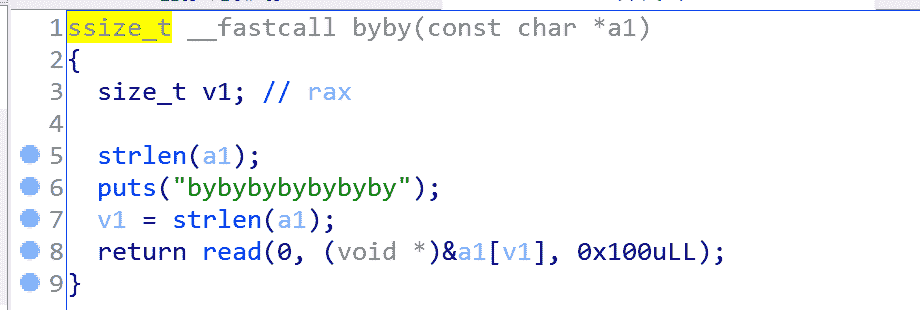 1 ssize_t __fastcall byby(const char *a1)
2 {
3   size_t v1; // rax
4
5   strlen(a1);
6   puts("bybybybybybyby");
7   v1 = strlen(a1);
8   return read(0, (void *)&a1[v1], 0x100uLL);
9 }